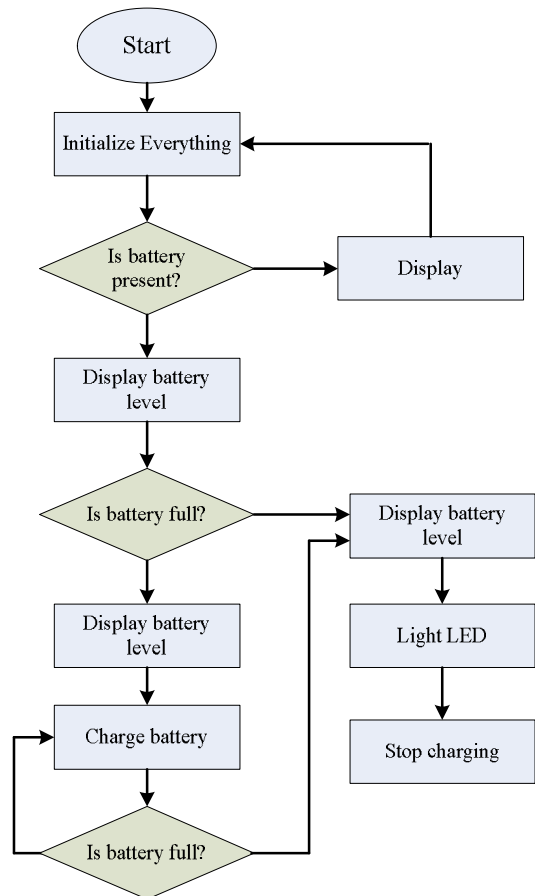 Start
Initialize Everything
Is battery
present?
Display
Display battery
level
Is battery full?
Display battery
level
Display battery
level
Light LED
Charge battery
Stop charging
Is battery full?